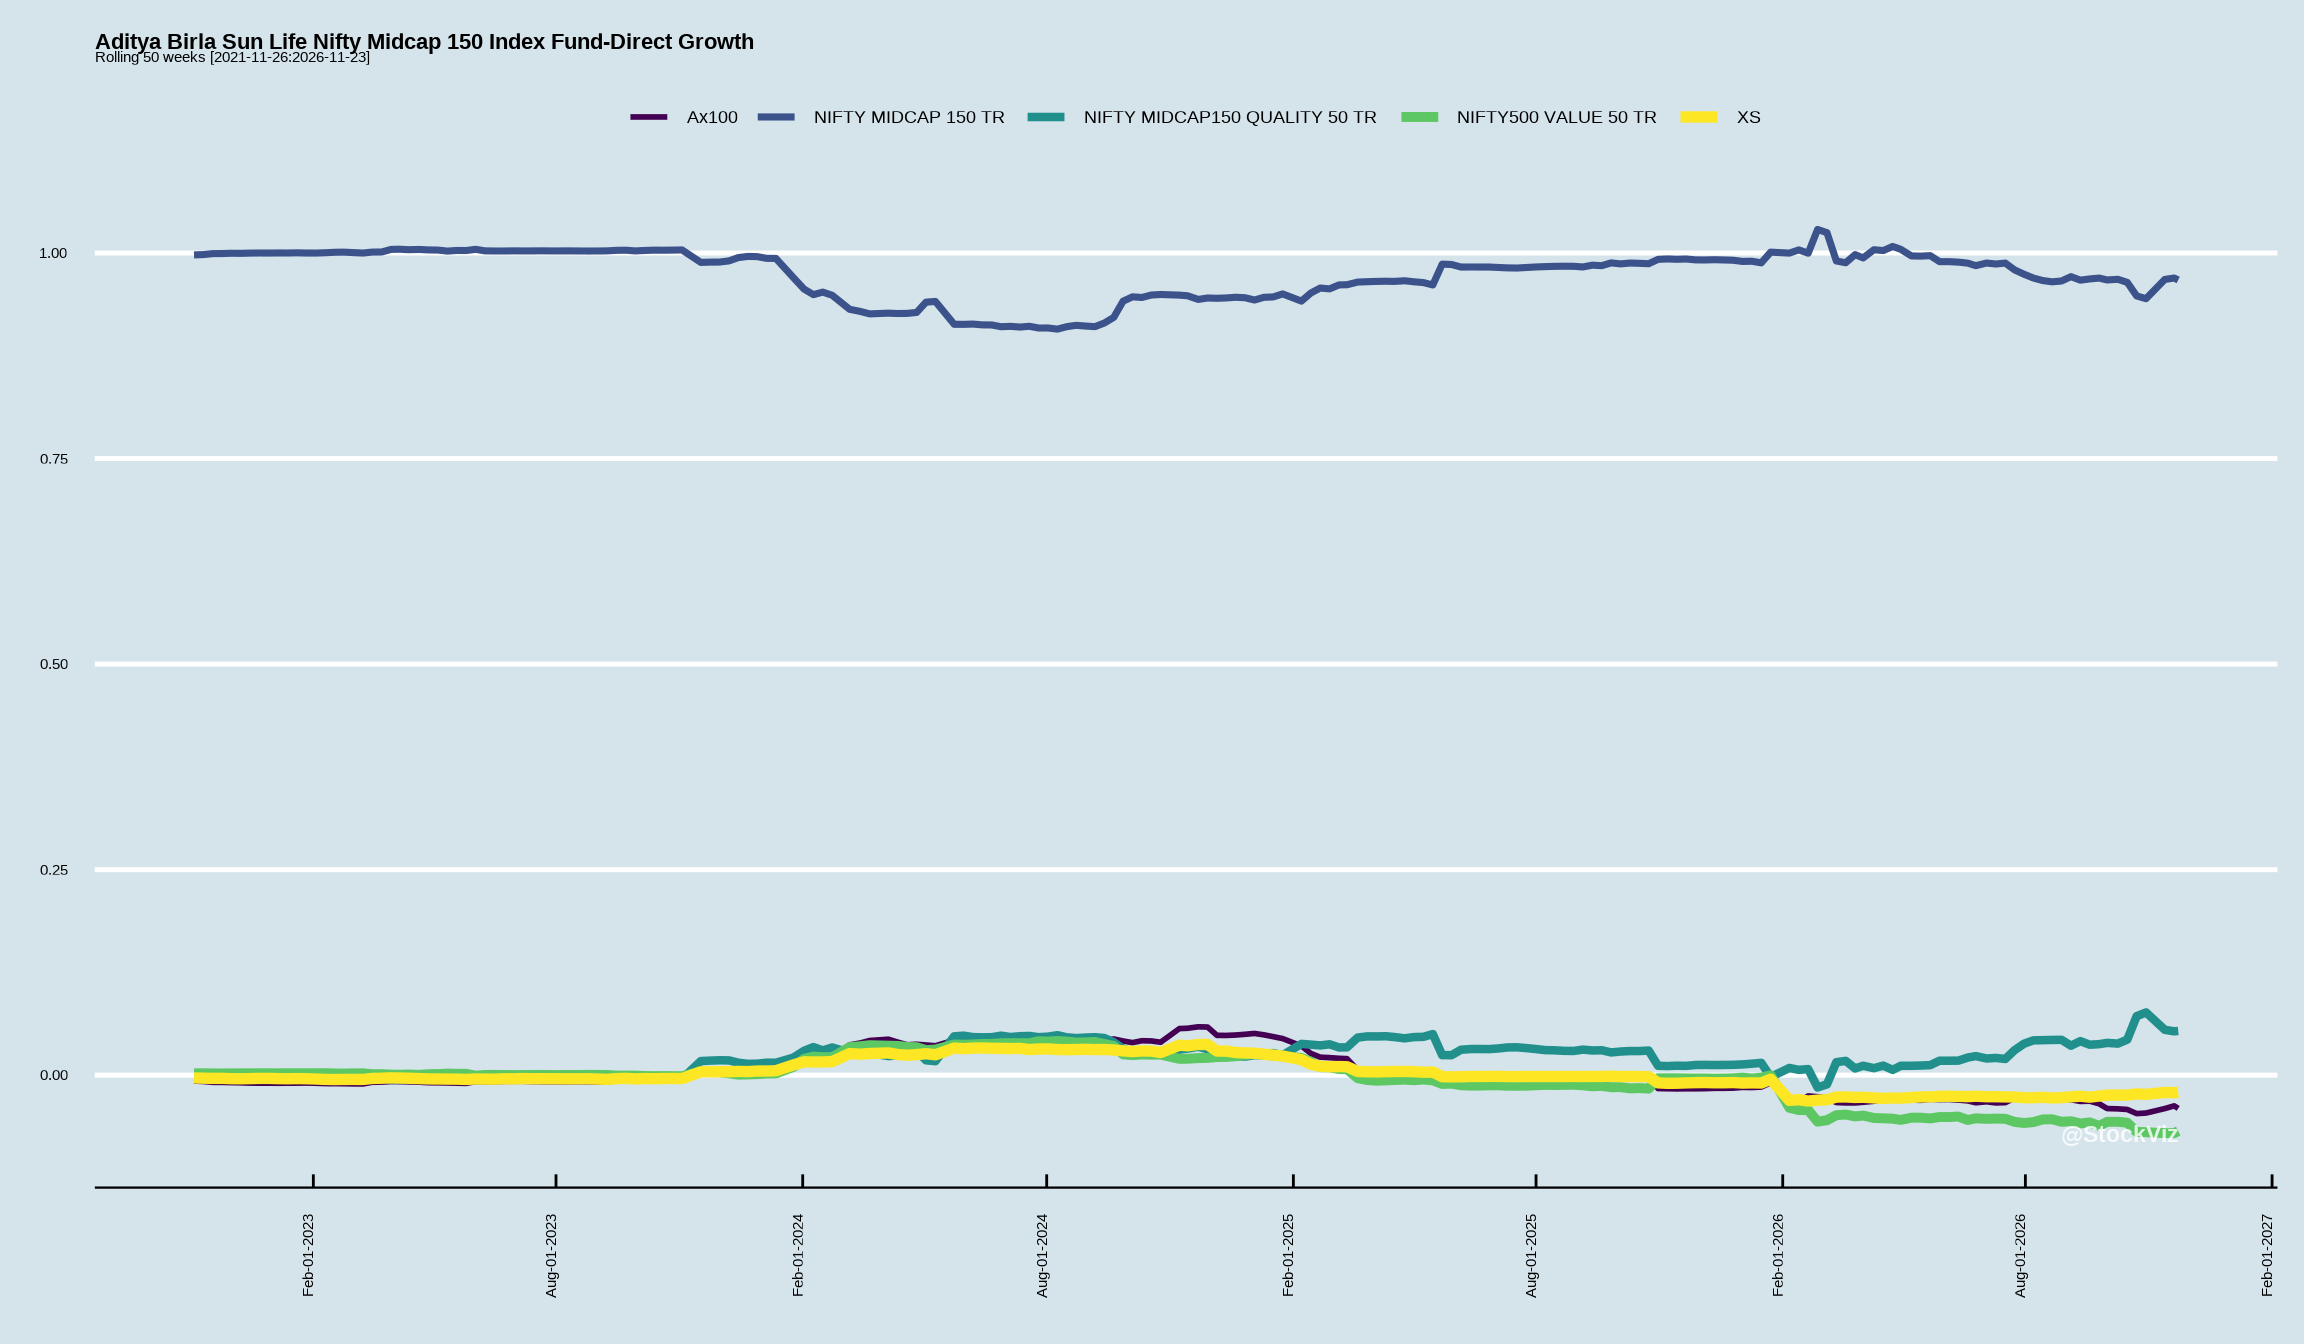 Aditya Birla Sun Life Nifty Midcap 150 Index Fund-Direct Growth
Rolling 50 weeks [2021-11-26:2026-11-23]
Ax100 NIFTY MIDCAP 150 TR NIFTY MIDCAP150 QUALITY 50 TR NIFTY500 VALUE 50 TR XS
1.00
0.75
0.50
0.25
0.00
@StockViz
Feb-01-2023 Aug-01-2023 Feb-01-2024 Aug-01-2024 Feb-01-2025 Aug-01-2025 Feb-01-2026 Aug-01-2026 Feb-01-2027